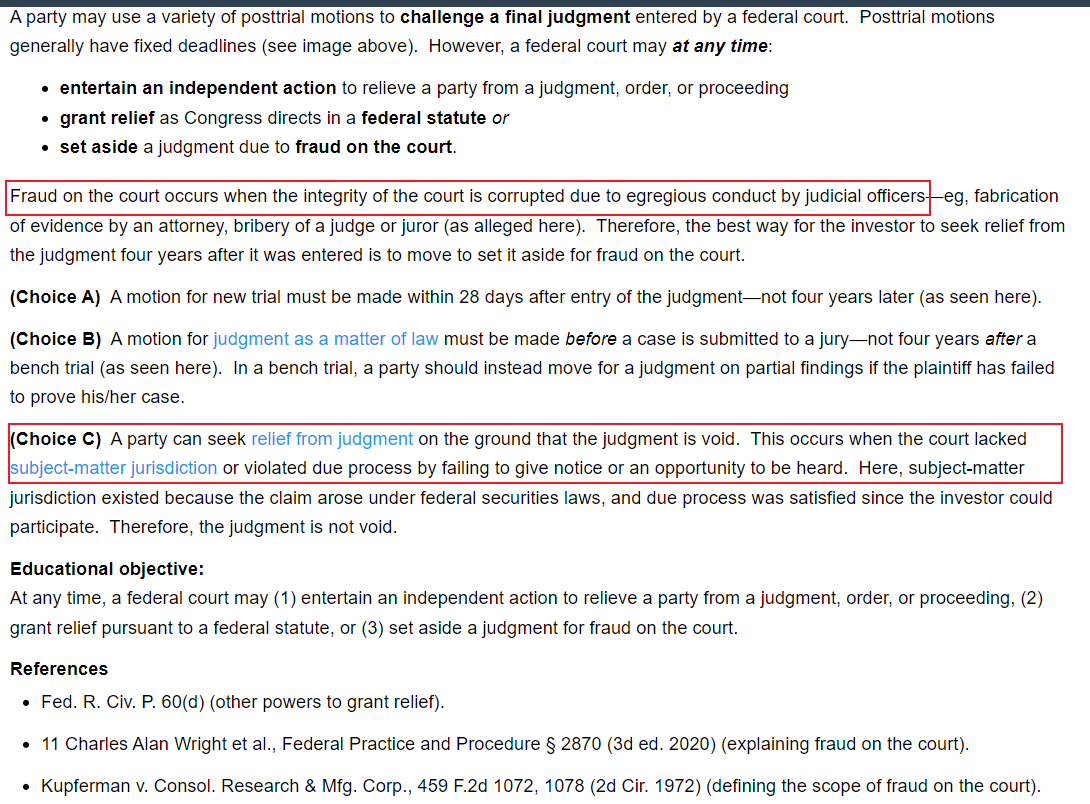 A party may use a variety of posttrial motions to challenge a final judgment entered by a federal court.  Posttrial motions
generally have fixed deadlines (see image above).  However, a federal court may at any time:
• entertain an independent action to relieve a party from a judgment, order, or proceeding
• grant relief as Congress directs in a federal statute or
• set aside a judgment due to fraud on the court.
Fraud on the court occurs when the integrity of the court is corrupted due to egregious conduct by judicial officers—eg, fabrication
of evidence by an attorney, bribery of a judge or juror (as alleged here).  Therefore, the best way for the investor to seek relief from
the judgment four years after it was entered is to move to set it aside for fraud on the court.
(Choice A)  A motion for new trial must be made within 28 days after entry of the judgment—not four years later (as seen here).
(Choice B)  A motion for judgment as a matter of law must be made before a case is submitted to a jury—not four years after a
bench trial (as seen here).  In a bench trial, a party should instead move for a judgment on partial findings if the plaintiff has failed
to prove his/her case.
(Choice C)  A party can seek relief from judgment on the ground that the judgment is void.  This occurs when the court lacked
subject-matter jurisdiction or violated due process by failing to give notice or an opportunity to be heard.  Here, subject-matter
jurisdiction existed because the claim arose under federal securities laws, and due process was satisfied since the investor could
participate.  Therefore, the judgment is not void.
Educational objective:
At any time, a federal court may (1) entertain an independent action to relieve a party from a judgment, order, or proceeding, (2)
grant relief pursuant to a federal statute, or (3) set aside a judgment for fraud on the court.
References
• Fed. R. Civ. P. 60(d) (other powers to grant relief).
• 11 Charles Alan Wright et al., Federal Practice and Procedure § 2870 (3d ed. 2020) (explaining fraud on the court).
• Kupferman v. Consol. Research & Mfg. Corp., 459 F.2d 1072, 1078 (2d Cir. 1972) (defining the scope of fraud on the court).